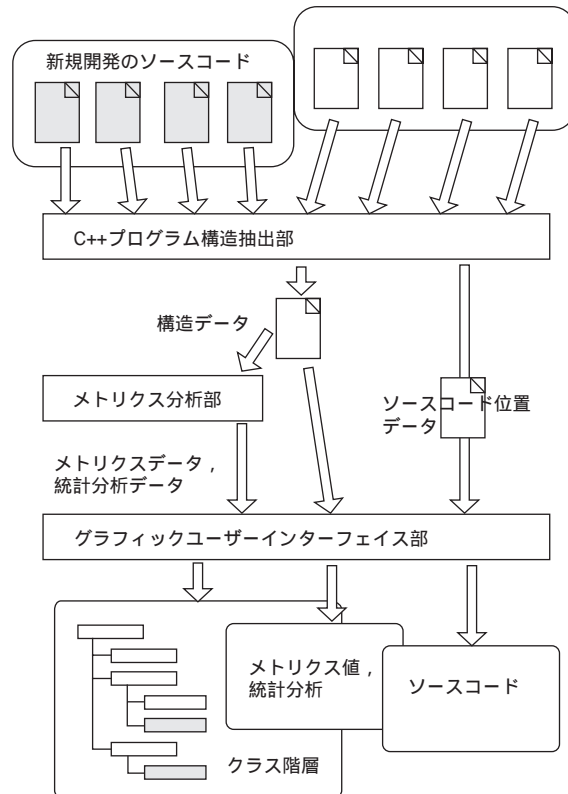 新規開発のソースコード
C++プログラム構造抽出部
構造データ
メトリクス分析部
ソースコード位置
データ
メトリクスデータ，
統計分析データ
グラフィックユーザーインターフェイス部
メトリクス値，
統計分析
ソースコード
クラス階層